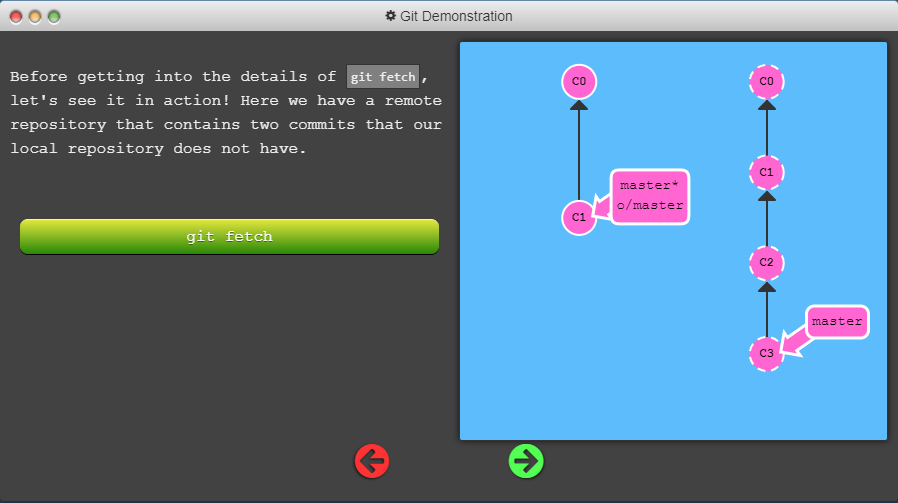 Git Demonstration
Before getting into the details of git fetch,
let's see it in action! Here we have a remote
repository that contains two commits that our
local repository does not have.
git fetch
C0
master*
o/master
C1
C0
C1
C2
master
C3